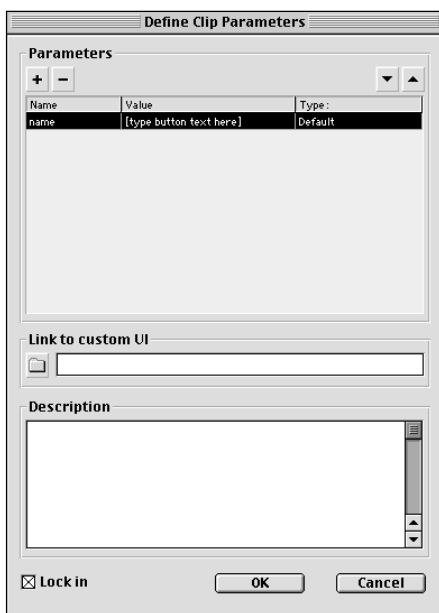 Define Clip Parameters
Parameters
+ −
Name Value Type:
name [type button text here] Default
Link to custom UI
Description
Lock in OK Cancel